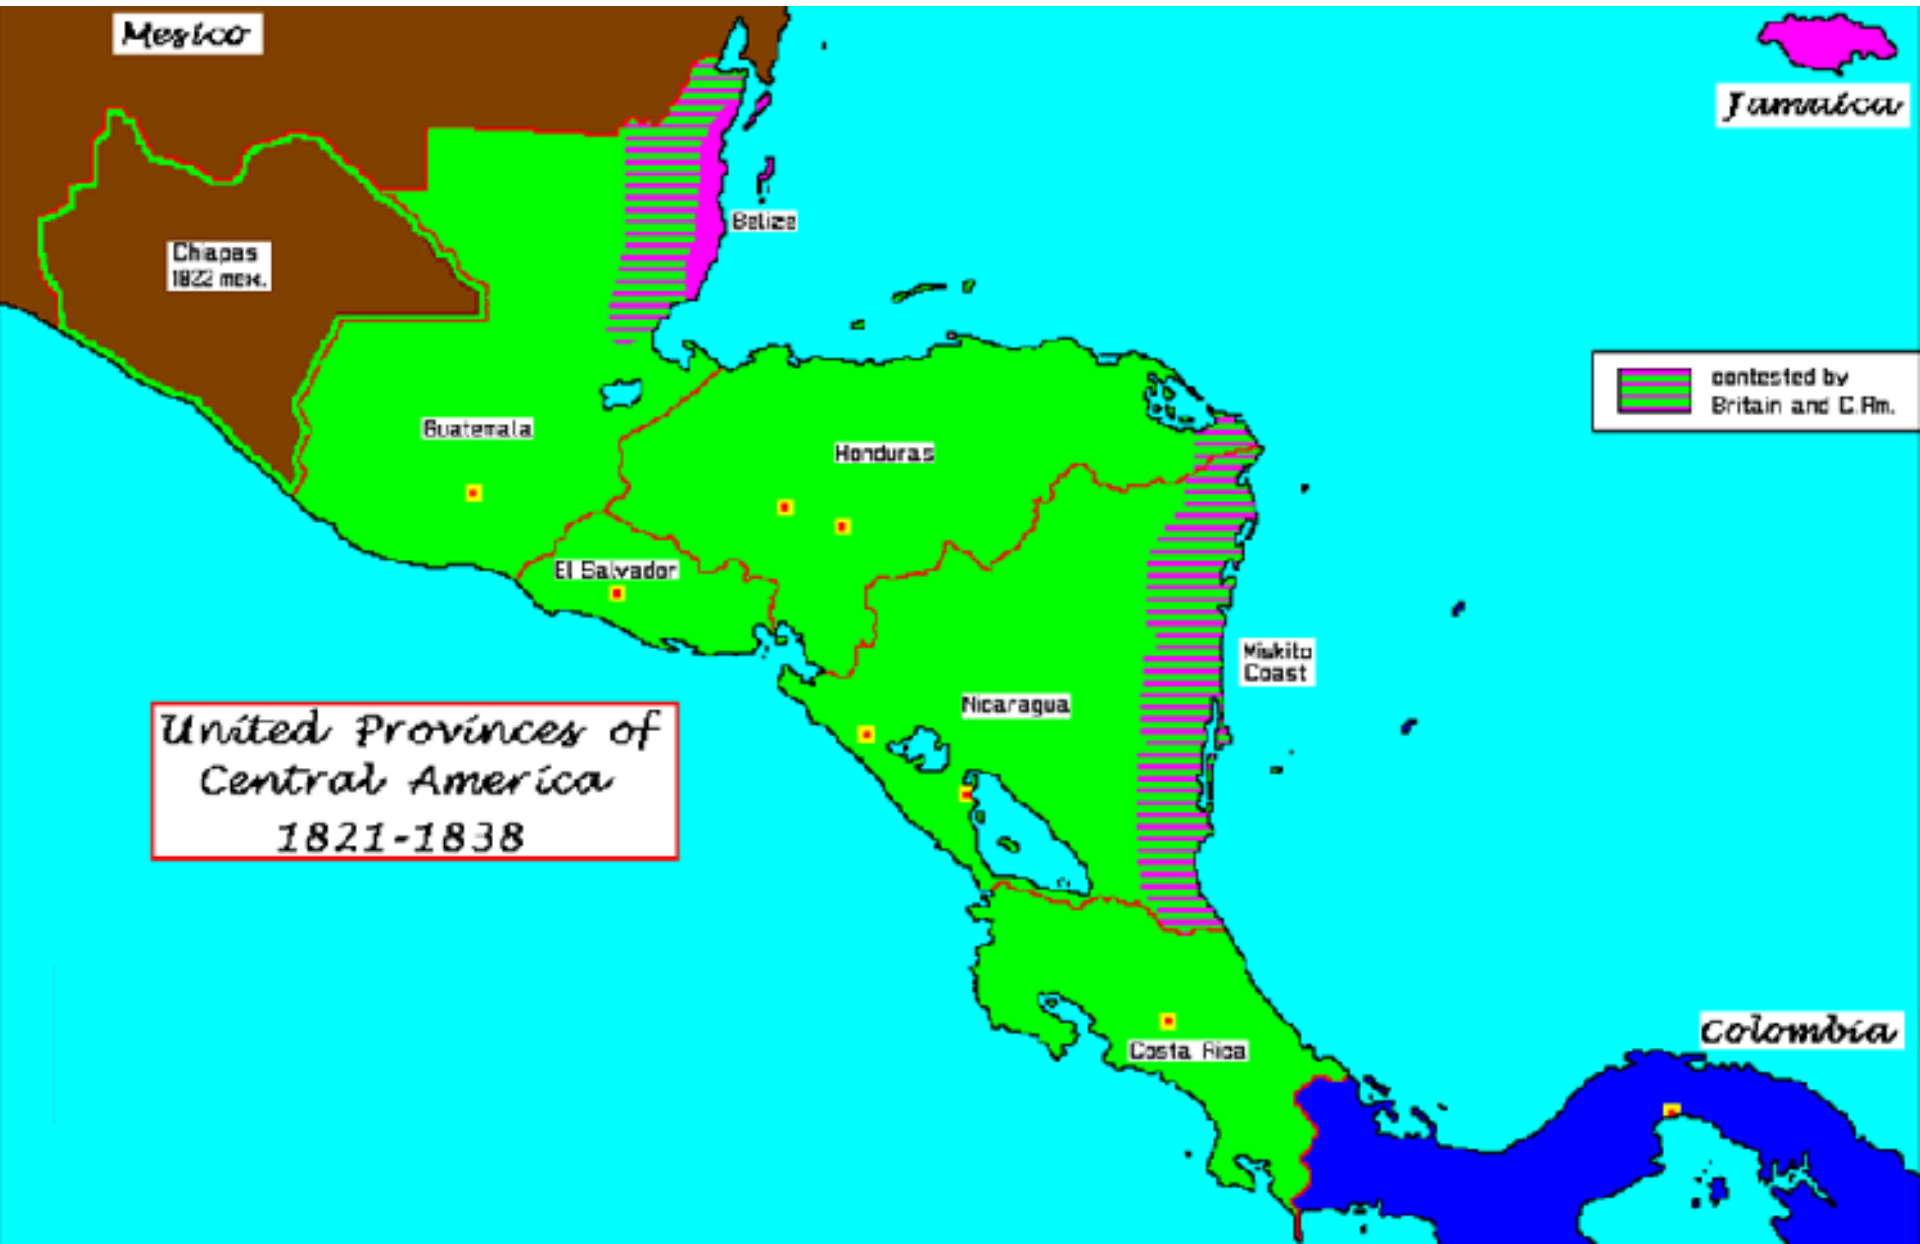 Mexico
Jamaica
Belize
Chiapas
1822 mex.
contested by
Britain and C.Am.
Guatemala
Honduras
El Salvador
Miskito
Coast
Nicaragua
United Provinces of
Central America
1821-1838
Colombia
Costa Rica